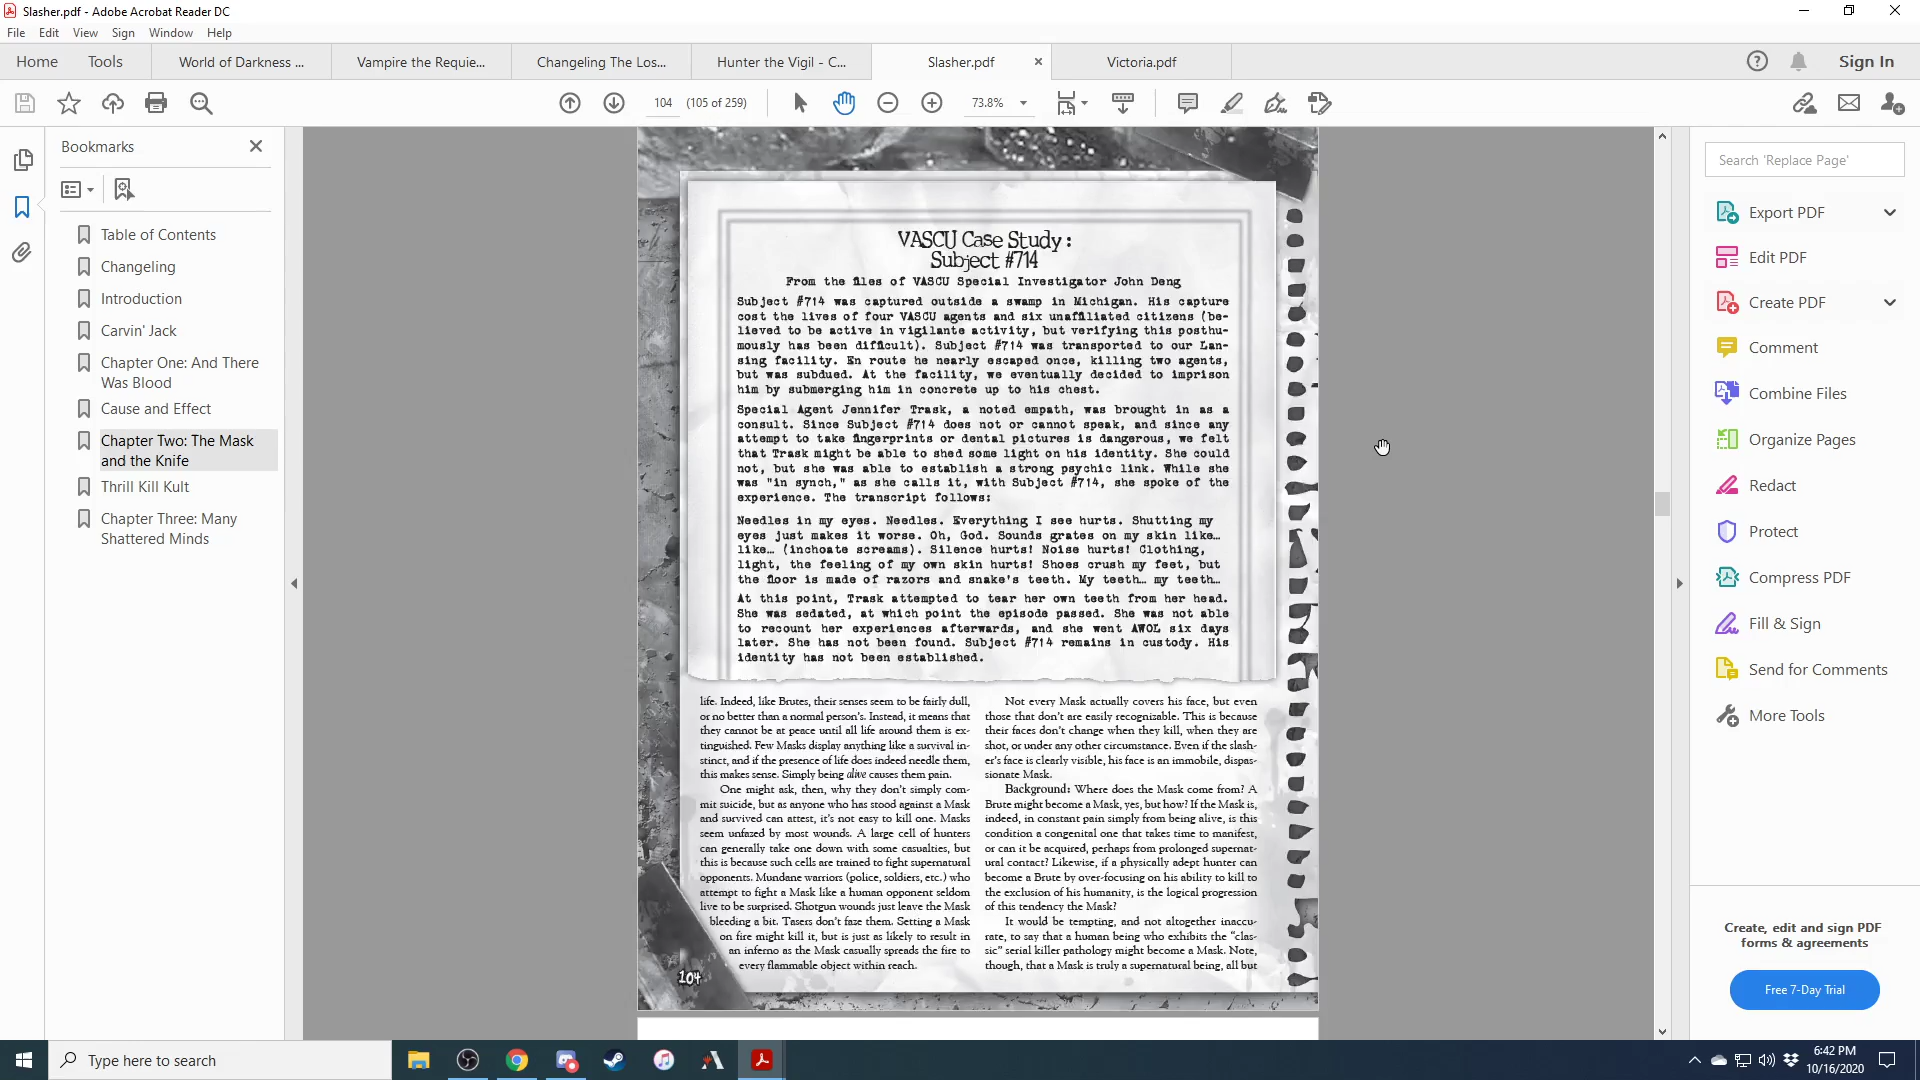 Slasher.pdf - Adobe Acrobat Reader DC
File Edit View Sign Window Help
Home Tools World of Darkness ... Vampire the Requie... Changeling The Los... Hunter the Vigil - C... Slasher.pdf Victoria.pdf Sign In
104 (105 of 259) 73.8%
Bookmarks
Table of Contents
Changeling
Introduction
Carvin' Jack
Chapter One: And There
Was Blood
Cause and Effect
Chapter Two: The Mask
and the Knife
Thrill Kill Kult
Chapter Three: Many
Shattered Minds
VASCU Case Study:
Subject #714
From the files of VASCU Special Investigator John Deng
Subject #714 was captured outside a swamp in Michigan. His capture
cost the lives of four VASCU agents and six unaffiliated citizens (be-
lieved to be active in vigilante activity, but verifying this posthu-
mously has been difficult). Subject #714 was transported to our Lan-
sing facility. En route he nearly escaped once, killing two agents,
but was subdued. At the facility, we eventually decided to imprison
him by submerging him in concrete up to his chest.
Special Agent Jennifer Trask, a noted empath, was brought in as a
consult. Since Subject #714 does not or cannot speak, and since any
attempt to take fingerprints or dental pictures is dangerous, we felt
that Trask might be able to shed some light on his identity. She could
not, but she was able to establish a strong psychic link. While she
was "in synch," as she calls it, with Subject #714, she spoke of the
experience. The transcript follows:
Needles in my eyes. Needles. Everything I see hurts. Shutting my
eyes just makes it worse. Oh, God. Sounds grates on my skin like…
like… (inchoate screams). Silence hurts! Noise hurts! Clothing,
light, the feeling of my own skin hurts! Shoes crush my feet, but
the floor is made of razors and snake's teeth. My teeth… my teeth…
At this point, Trask attempted to tear her own teeth from her head.
She was sedated, at which point the episode passed. She was not able
to recount her experiences afterwards, and she went AWOL six days
later. She has not been found. Subject #714 remains in custody. His
identity has not been established.
life. Indeed, like Brutes, their senses seem to be fairly dull,
or no better than a normal person's. Instead, it means that
they cannot be at peace until all life around them is ex-
tinguished. Few Masks display anything like a survival in-
stinct, and if the presence of life does indeed needle them,
this makes sense. Simply being alive causes them pain.
One might ask, then, why they don't simply com-
mit suicide, but as anyone who has stood against a Mask
and survived can attest, it's not easy to kill one. Masks
seem unfazed by most wounds. A large cell of hunters
can generally take one down with some casualties, but
this is because such cells are trained to fight supernatural
opponents. Mundane warriors (police, soldiers, etc.) who
attempt to fight a Mask like a human opponent seldom
live to be surprised. Shotgun wounds just leave the Mask
bleeding a bit. Tasers don't faze them. Setting a Mask
on fire might kill it, but is just as likely to result in
an inferno as the Mask casually spreads the fire to
every flammable object within reach.
104
Not every Mask actually covers his face, but even
those that don't are easily recognizable. This is because
their faces don't change when they kill, when they are
shot, or under any other circumstance. Even if the slash-
er's face is clearly visible, his face is an immobile, dispas-
sionate Mask.
Background: Where does the Mask come from? A
Brute might become a Mask, yes, but how? If the Mask is,
indeed, in constant pain simply from being alive, is this
condition a congenital one that takes time to manifest,
or can it be acquired, perhaps from prolonged supernat-
ural contact? Likewise, if a physically adept hunter can
become a Brute by over-focusing on his ability to kill to
the exclusion of his humanity, is the logical progression
of this tendency the Mask?
It would be tempting, and not altogether inaccu-
rate, to say that a human being who exhibits the "clas-
sic" serial killer pathology might become a Mask. Note,
though, that a Mask is truly a supernatural being, all but
Search 'Replace Page'
Export PDF
Edit PDF
Create PDF
Comment
Combine Files
Organize Pages
Redact
Protect
Compress PDF
Fill & Sign
Send for Comments
More Tools
Create, edit and sign PDF
forms & agreements
Free 7-Day Trial
Type here to search
6:42 PM
10/16/2020